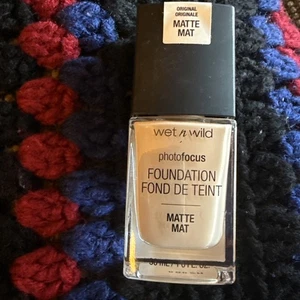 ORIGINAL
ORIGINALE
MATTE
MAT
wet n wild
photofocus
FOUNDATION
FOND DE TEINT
MATTE
MAT